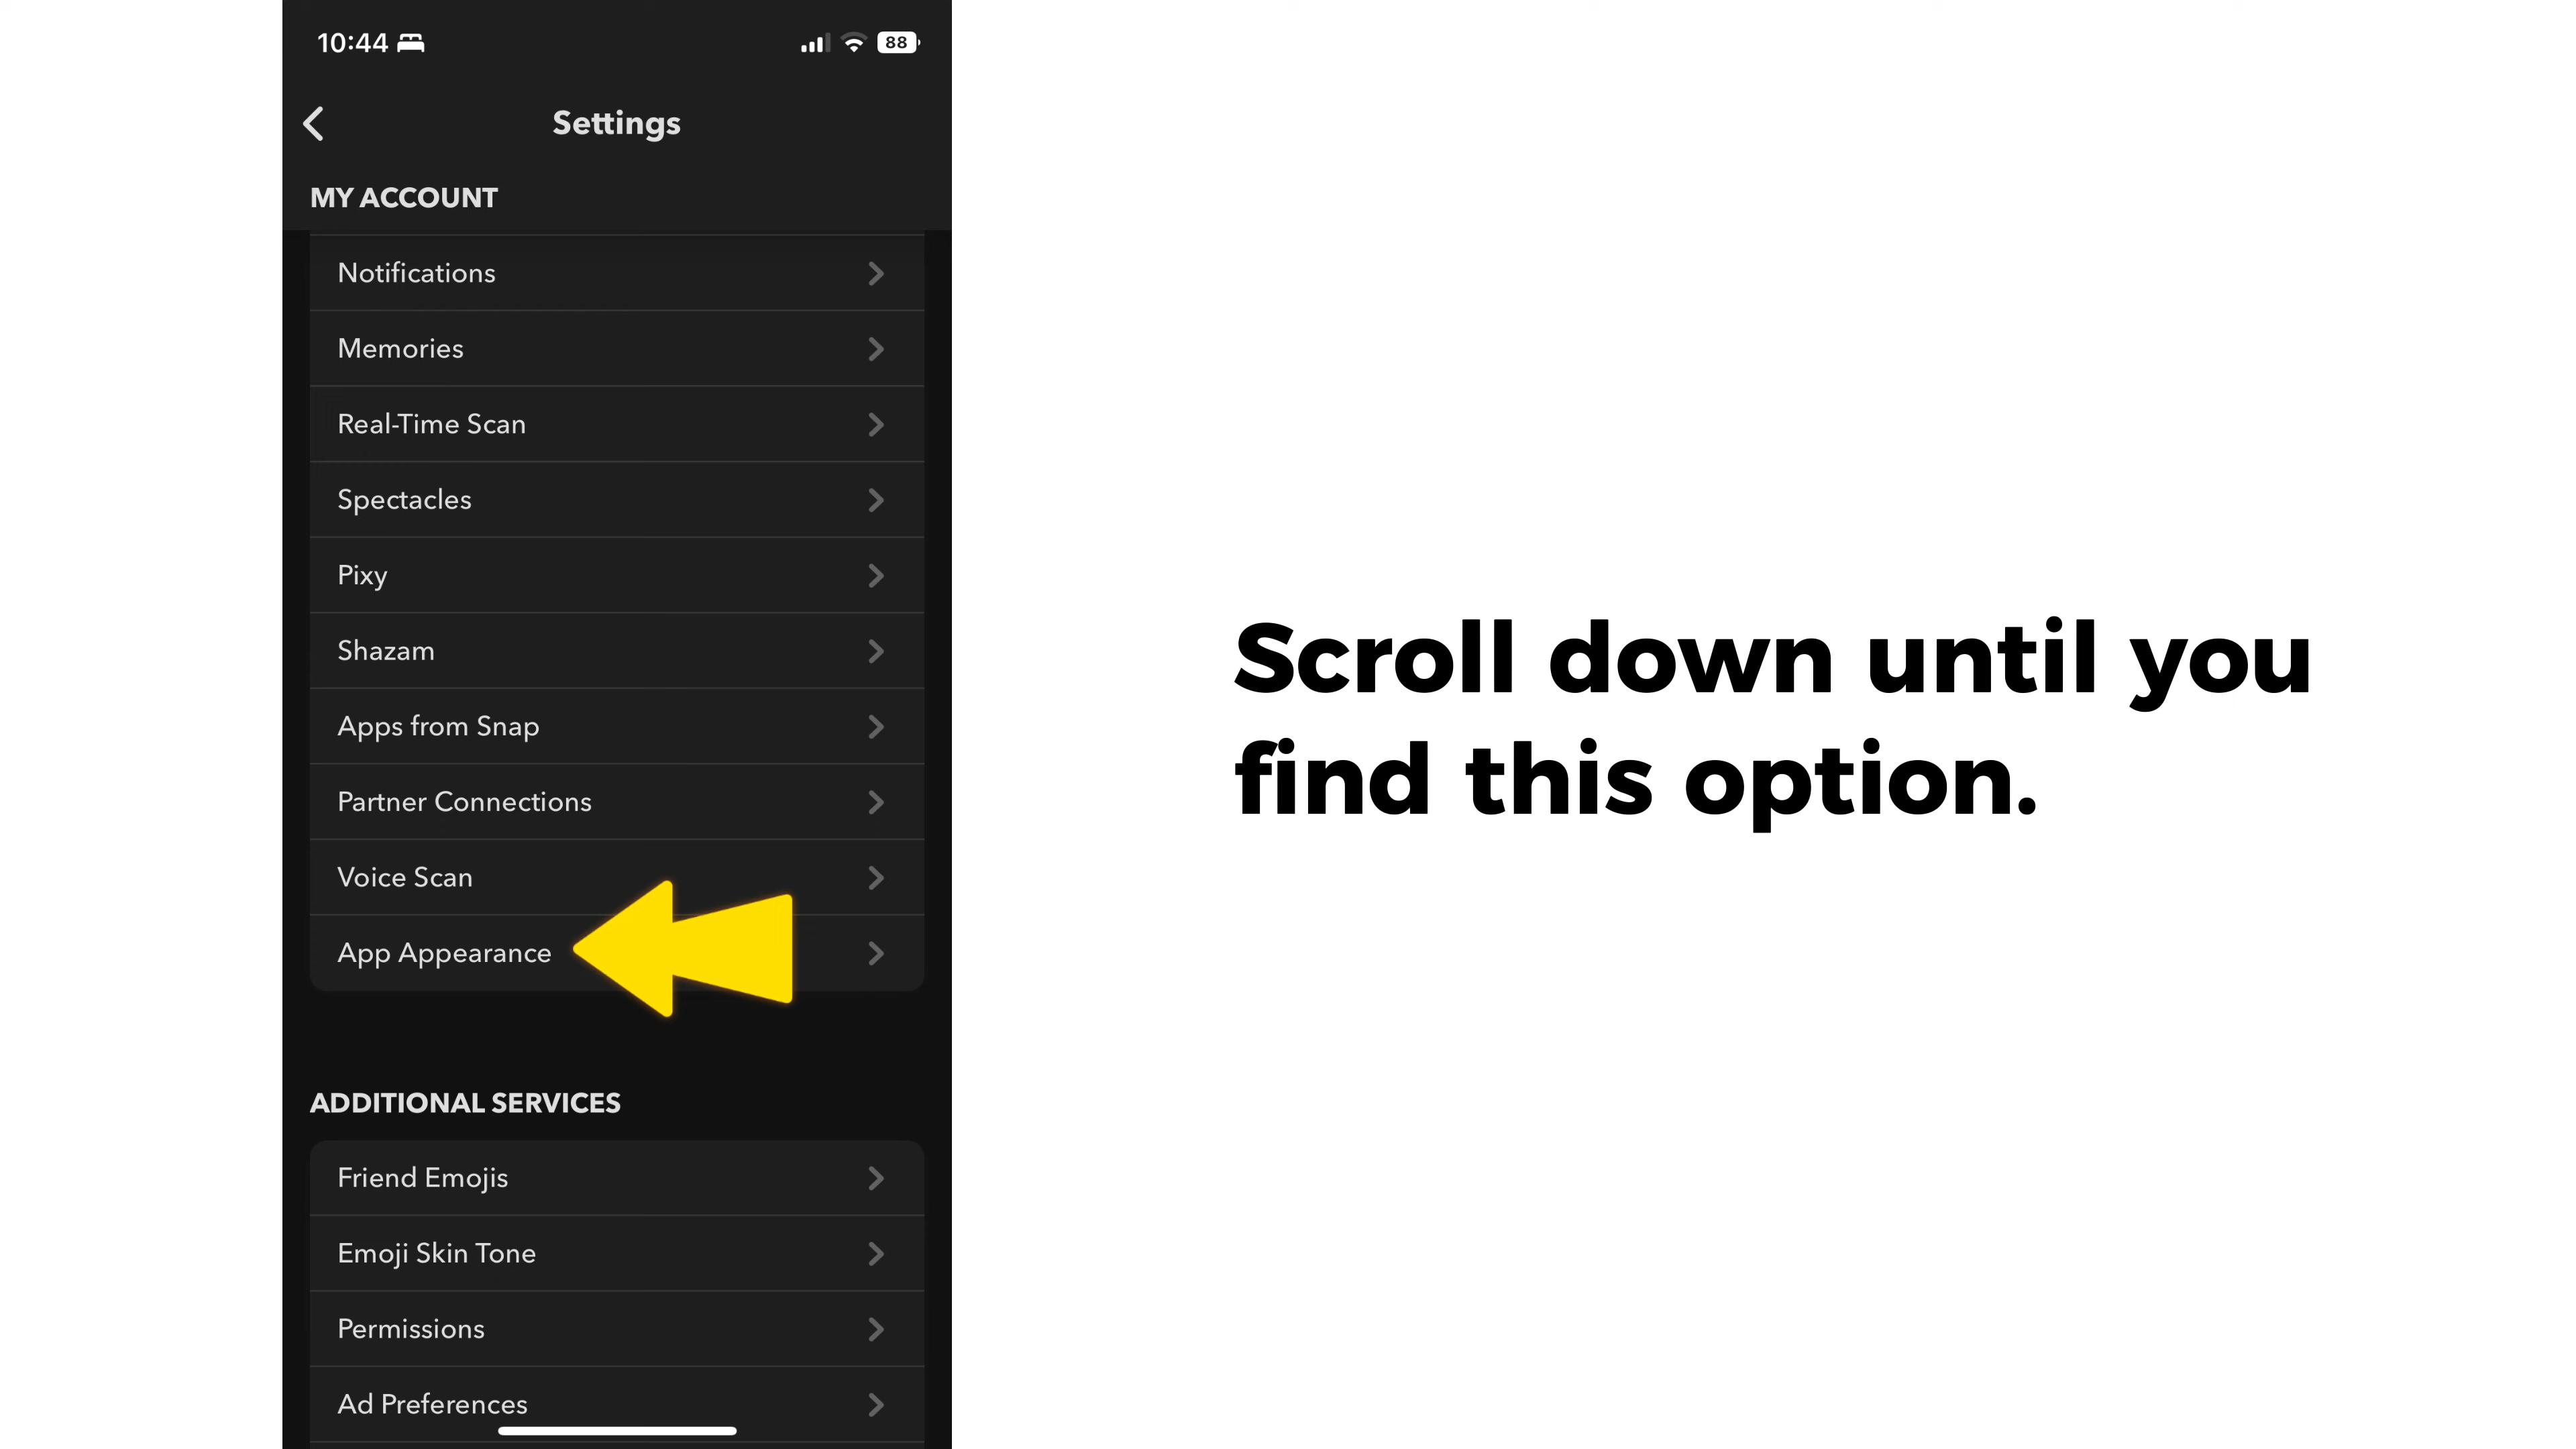 10:44
88
Settings
MY ACCOUNT
Notifications
Memories
Real-Time Scan
Spectacles
Pixy
Shazam
Apps from Snap
Partner Connections
Voice Scan
App Appearance
ADDITIONAL SERVICES
Friend Emojis
Emoji Skin Tone
Permissions
Ad Preferences
Scroll down until you
find this option.